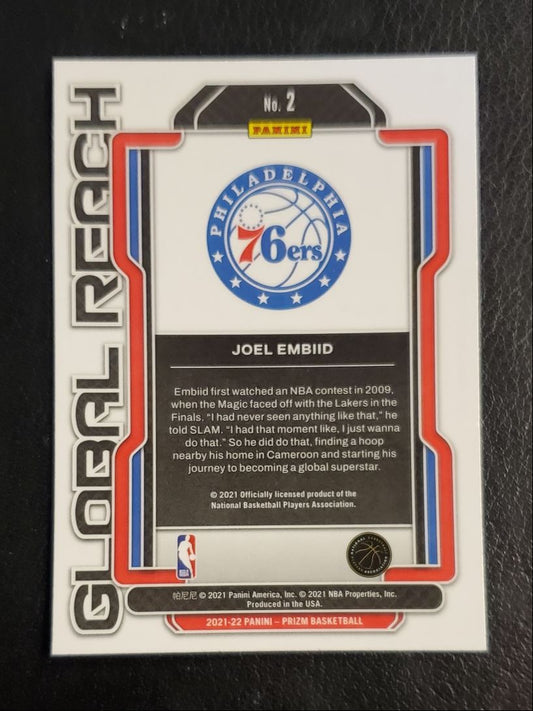 No. 2
PANINI
GLOBAL REACH
PHILADELPHIA
76ers
JOEL EMBIID
Embiid first watched an NBA contest in 2009,
when the Magic faced off with the Lakers in the
Finals. "I had never seen anything like that," he
told SLAM. "I had that moment like, I just wanna
do that." So he did do that, finding a hoop
nearby his home in Cameroon and starting his
journey to becoming a global superstar.
© 2021 Officially licensed product of the
National Basketball Players Association.
帕尼尼 © 2021 Panini America, Inc. © 2021 NBA Properties, Inc.
Produced in the USA.
2021-22 PANINI – PRIZM BASKETBALL